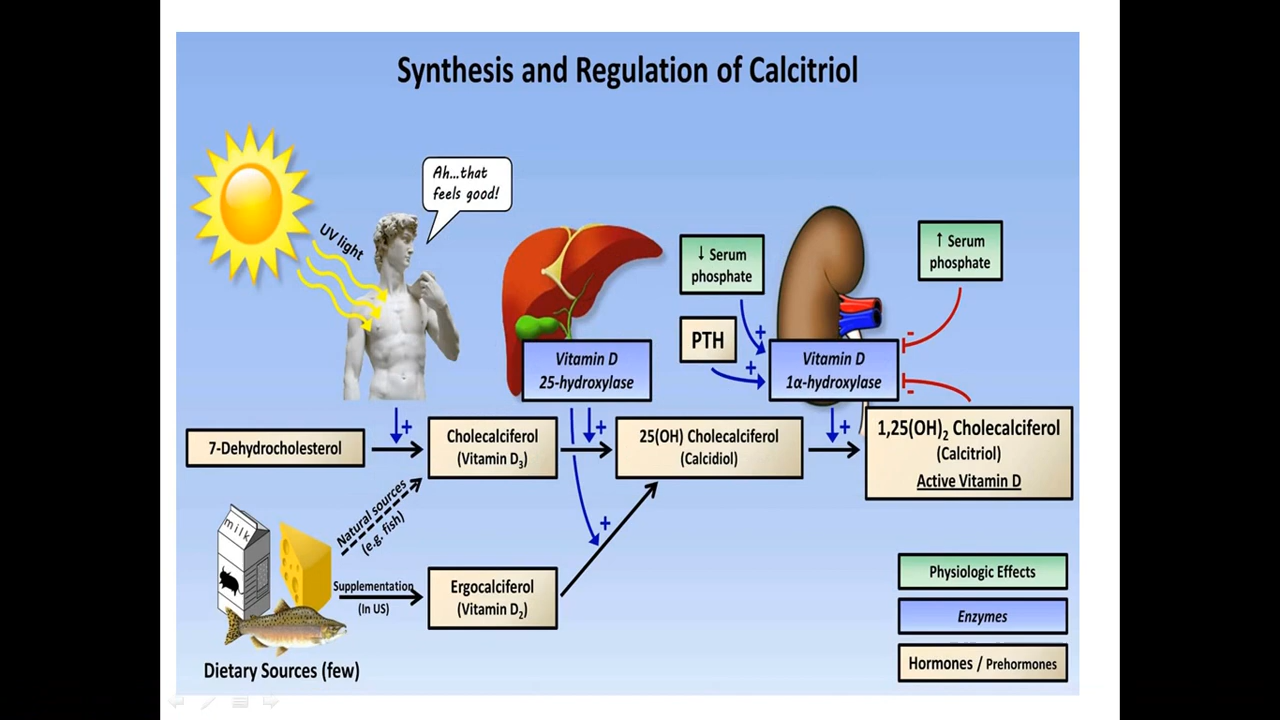 Synthesis and Regulation of Calcitriol
Ah...that
feels good!
UV light
↓ Serum
phosphate
↑ Serum
phosphate
PTH
+
+
-
-
Vitamin D
25-hydroxylase
Vitamin D
1α-hydroxylase
+
+
+
7-Dehydrocholesterol
Cholecalciferol
(Vitamin D₃)
25(OH) Cholecalciferol
(Calcidiol)
1,25(OH)₂ Cholecalciferol
(Calcitriol)
Active Vitamin D
Natural sources
(e.g. fish)
+
milk
Supplementation
(In US)
Ergocalciferol
(Vitamin D₂)
Dietary Sources (few)
Physiologic Effects
Enzymes
Hormones / Prehormones